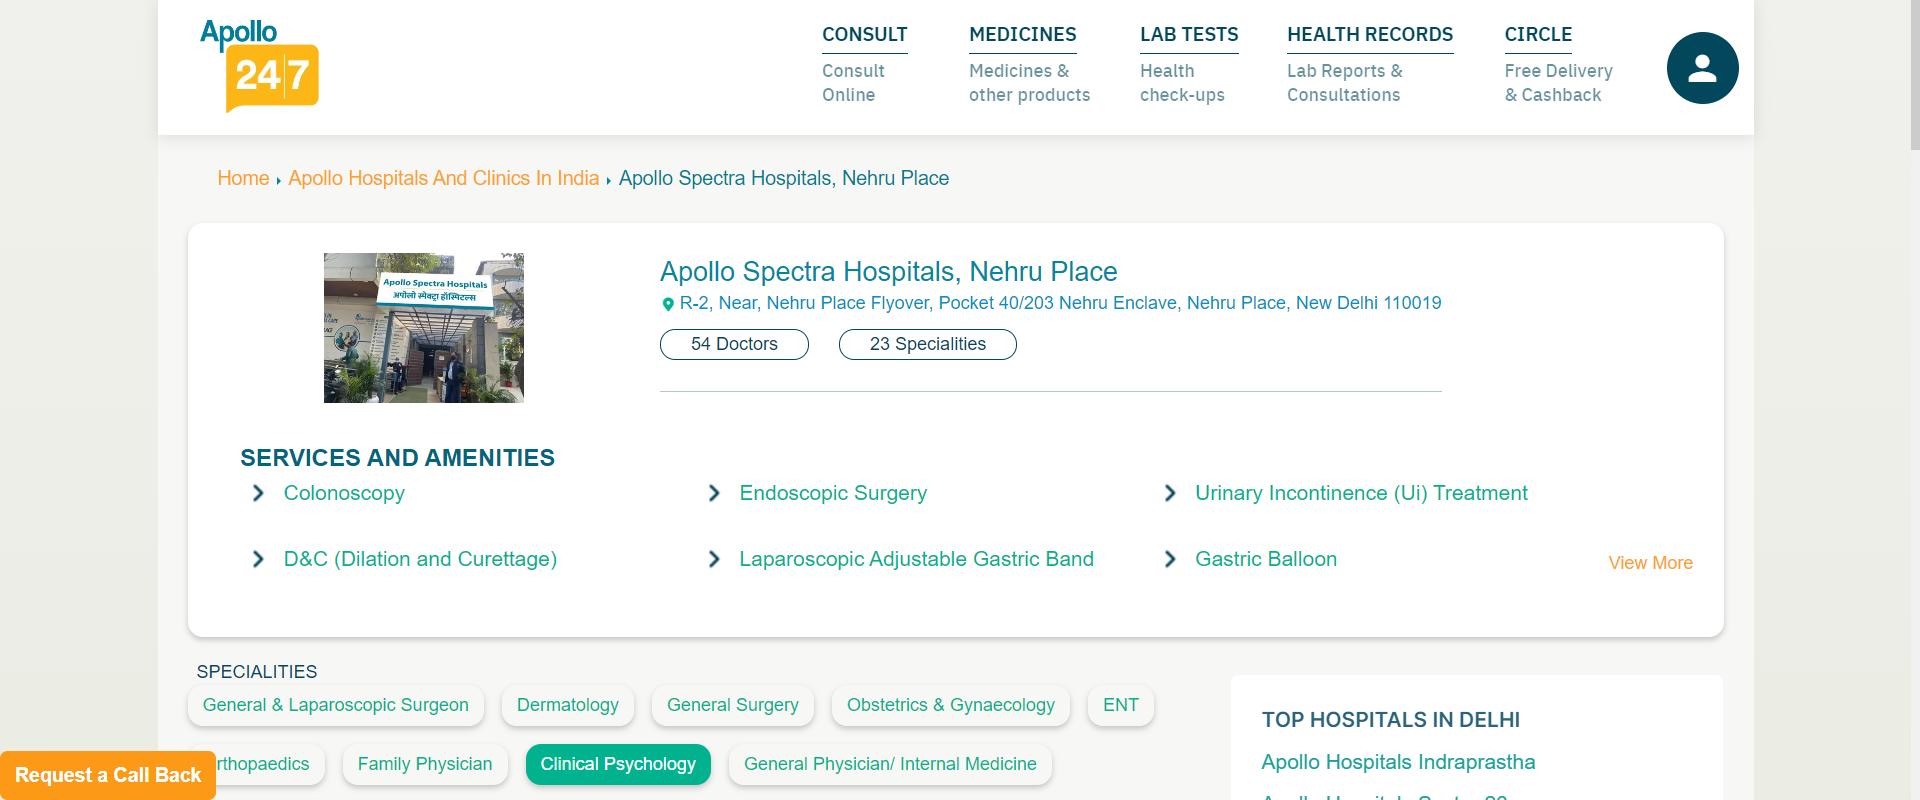 Apollo
24|7
CONSULT
Consult
Online
MEDICINES
Medicines &
other products
LAB TESTS
Health
check-ups
HEALTH RECORDS
Lab Reports &
Consultations
CIRCLE
Free Delivery
& Cashback
Home Apollo Hospitals And Clinics In India Apollo Spectra Hospitals, Nehru Place
Apollo Spectra Hospitals
अपोलो स्पेक्ट्रा हॉस्पिटल्स
Apollo Spectra Hospitals, Nehru Place
R-2, Near, Nehru Place Flyover, Pocket 40/203 Nehru Enclave, Nehru Place, New Delhi 110019
54 Doctors 23 Specialities
SERVICES AND AMENITIES
Colonoscopy Endoscopic Surgery Urinary Incontinence (Ui) Treatment
D&C (Dilation and Curettage) Laparoscopic Adjustable Gastric Band Gastric Balloon
View More
SPECIALITIES
General & Laparoscopic Surgeon Dermatology General Surgery Obstetrics & Gynaecology ENT
rthopaedics Family Physician Clinical Psychology General Physician/ Internal Medicine
Request a Call Back
TOP HOSPITALS IN DELHI
Apollo Hospitals Indraprastha